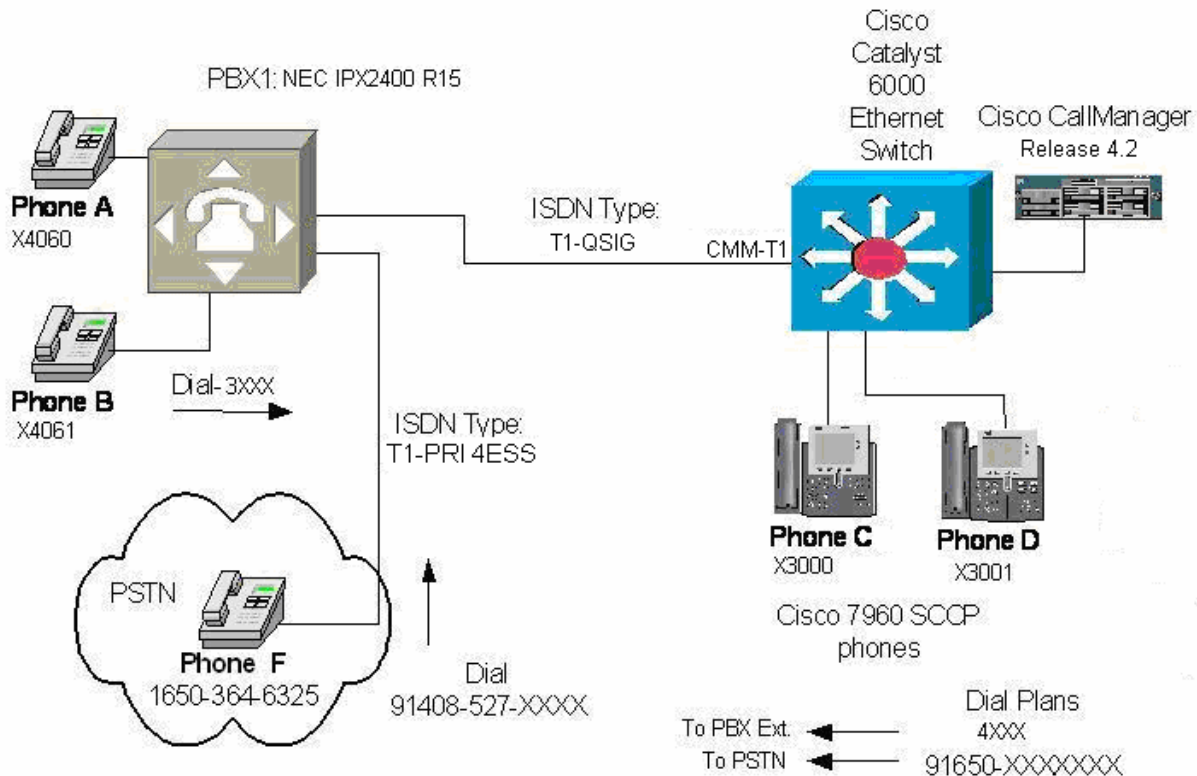 Cisco
Catalyst
6000
Ethernet
Switch
PBX1: NEC IPX2400 R15
Cisco CallManager
Release 4.2
Phone A
X4060
ISDN Type:
T1-QSIG
CMM-T1
Phone B
X4061
Dial-3XXX
ISDN Type:
T1-PRI 4ESS
Phone C
X3000
Phone D
X3001
Cisco 7960 SCCP
phones
PSTN
Phone F
1650-364-6325
Dial
91408-527-XXXX
Dial Plans
To PBX Ext.
4XXX
To PSTN
91650-XXXXXXX